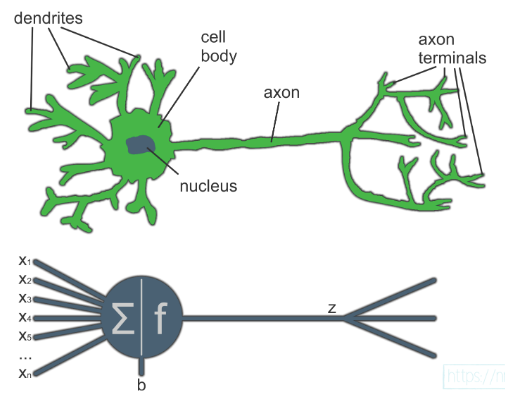 dendrites
cell
body
axon
axon
terminals
nucleus
x₁
x₂
x₃
x₄
x₅
...
xₙ
Σ f
z
b